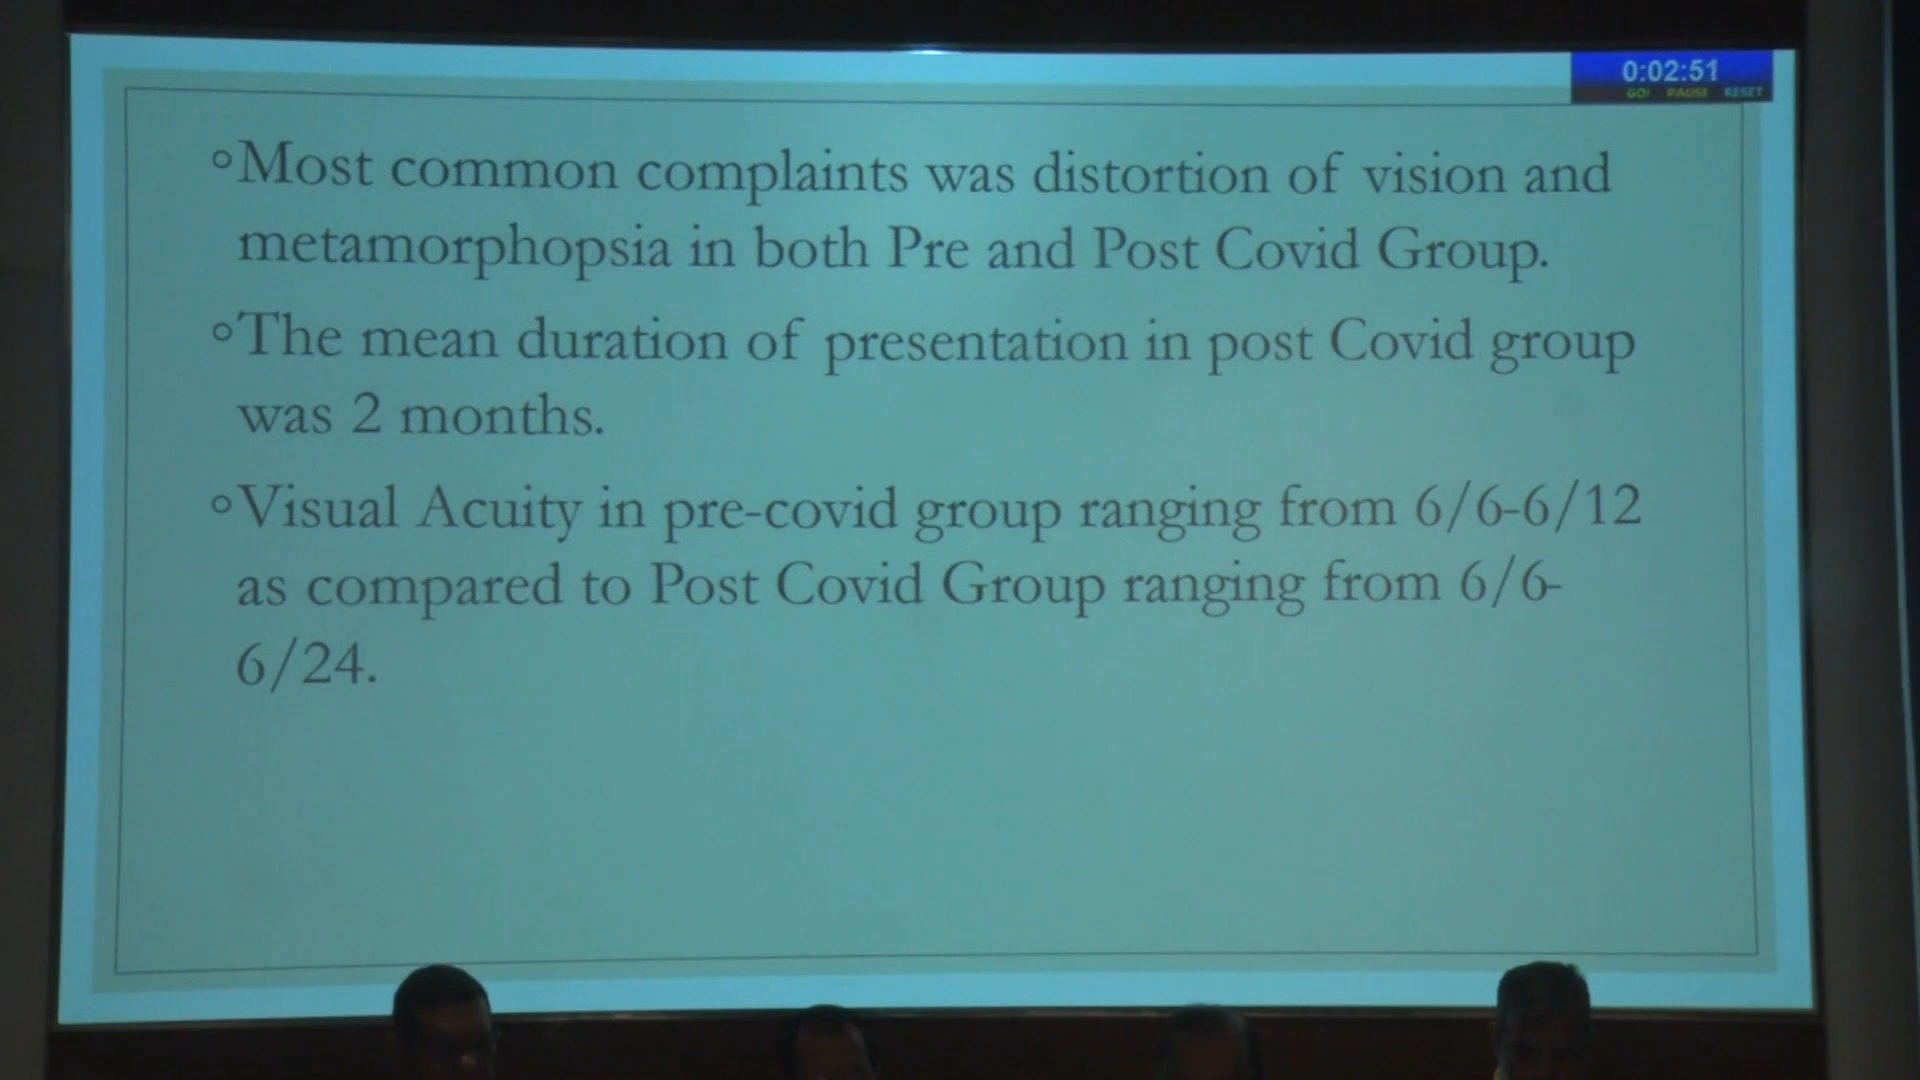 0:02:51
GO! PAUSE RESET
◦Most common complaints was distortion of vision and
metamorphopsia in both Pre and Post Covid Group.
◦The mean duration of presentation in post Covid group
was 2 months.
◦Visual Acuity in pre-covid group ranging from 6/6-6/12
as compared to Post Covid Group ranging from 6/6-
6/24.